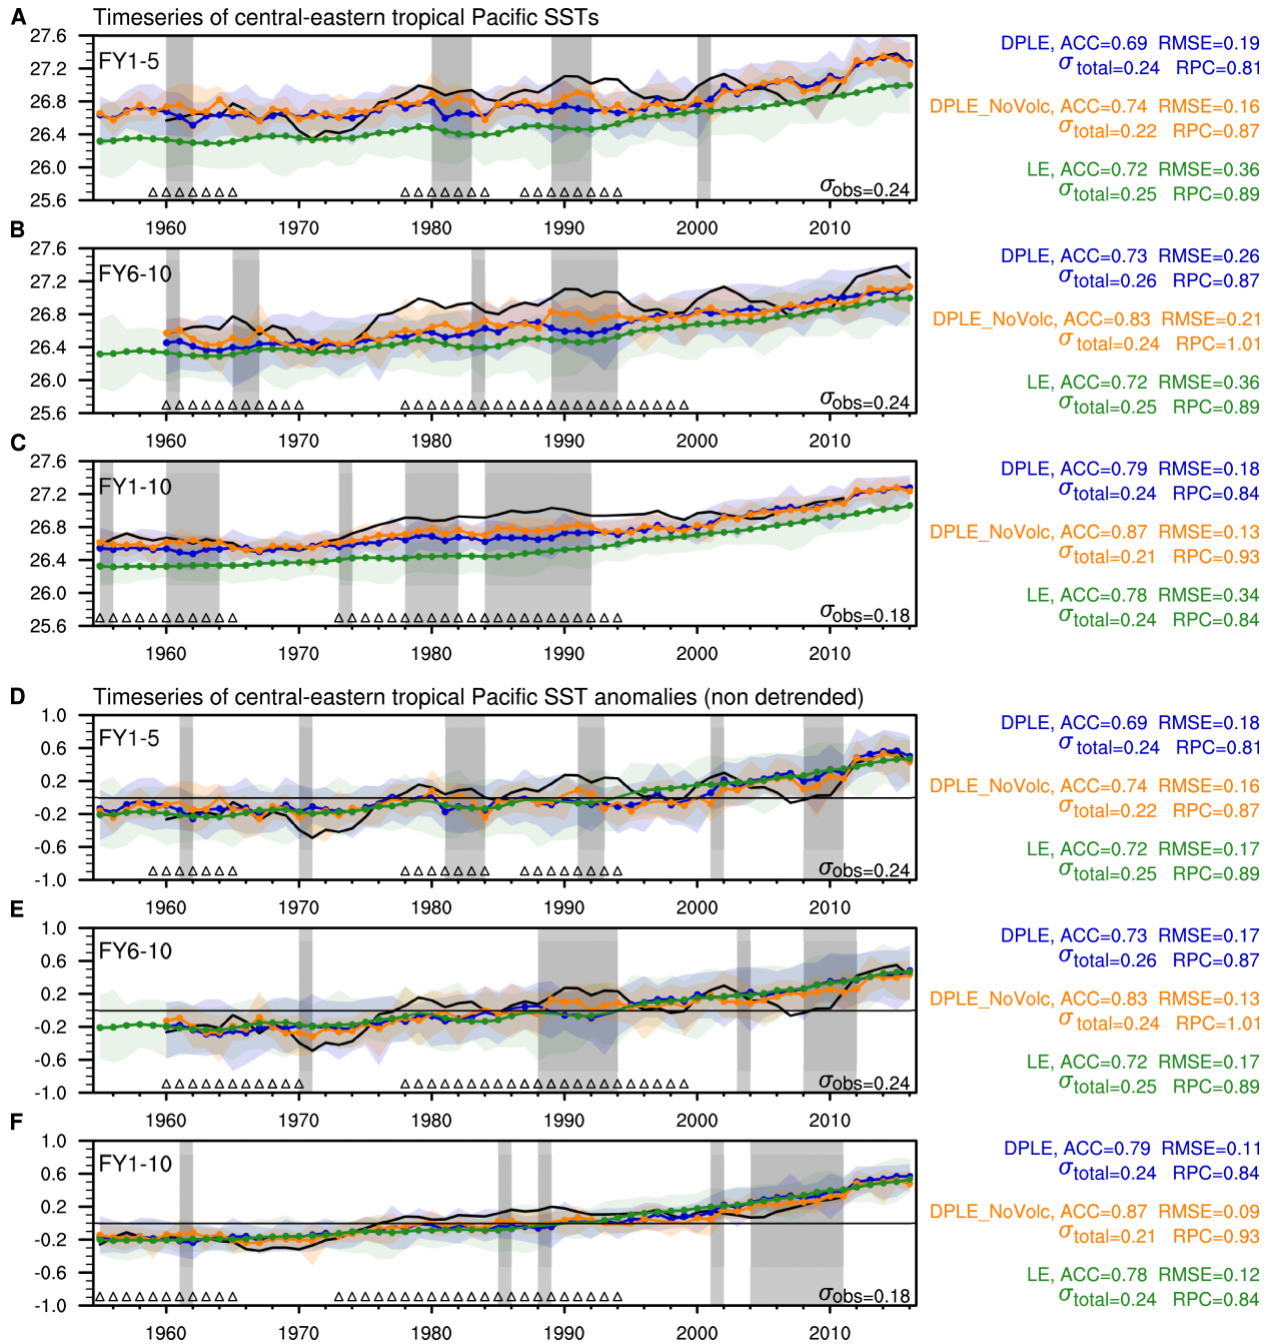 A Timeseries of central-eastern tropical Pacific SSTs
27.6
27.2
26.8
26.4
26.0
25.6
FY1-5
σobs=0.24
1960 1970 1980 1990 2000 2010
DPLE, ACC=0.69 RMSE=0.19
σtotal=0.24 RPC=0.81
DPLE_NoVolc, ACC=0.74 RMSE=0.16
σtotal=0.22 RPC=0.87
LE, ACC=0.72 RMSE=0.36
σtotal=0.25 RPC=0.89
B
27.6
27.2
26.8
26.4
26.0
25.6
FY6-10
σobs=0.24
1960 1970 1980 1990 2000 2010
DPLE, ACC=0.73 RMSE=0.26
σtotal=0.26 RPC=0.87
DPLE_NoVolc, ACC=0.83 RMSE=0.21
σtotal=0.24 RPC=1.01
LE, ACC=0.72 RMSE=0.36
σtotal=0.25 RPC=0.89
C
27.6
27.2
26.8
26.4
26.0
25.6
FY1-10
σobs=0.18
1960 1970 1980 1990 2000 2010
DPLE, ACC=0.79 RMSE=0.18
σtotal=0.24 RPC=0.84
DPLE_NoVolc, ACC=0.87 RMSE=0.13
σtotal=0.21 RPC=0.93
LE, ACC=0.78 RMSE=0.34
σtotal=0.24 RPC=0.84
D Timeseries of central-eastern tropical Pacific SST anomalies (non detrended)
1.0
0.6
0.2
-0.2
-0.6
-1.0
FY1-5
σobs=0.24
1960 1970 1980 1990 2000 2010
DPLE, ACC=0.69 RMSE=0.18
σtotal=0.24 RPC=0.81
DPLE_NoVolc, ACC=0.74 RMSE=0.16
σtotal=0.22 RPC=0.87
LE, ACC=0.72 RMSE=0.17
σtotal=0.25 RPC=0.89
E
1.0
0.6
0.2
-0.2
-0.6
-1.0
FY6-10
σobs=0.24
1960 1970 1980 1990 2000 2010
DPLE, ACC=0.73 RMSE=0.17
σtotal=0.26 RPC=0.87
DPLE_NoVolc, ACC=0.83 RMSE=0.13
σtotal=0.24 RPC=1.01
LE, ACC=0.72 RMSE=0.17
σtotal=0.25 RPC=0.89
F
1.0
0.6
0.2
-0.2
-0.6
-1.0
FY1-10
σobs=0.18
1960 1970 1980 1990 2000 2010
DPLE, ACC=0.79 RMSE=0.11
σtotal=0.24 RPC=0.84
DPLE_NoVolc, ACC=0.87 RMSE=0.09
σtotal=0.21 RPC=0.93
LE, ACC=0.78 RMSE=0.12
σtotal=0.24 RPC=0.84